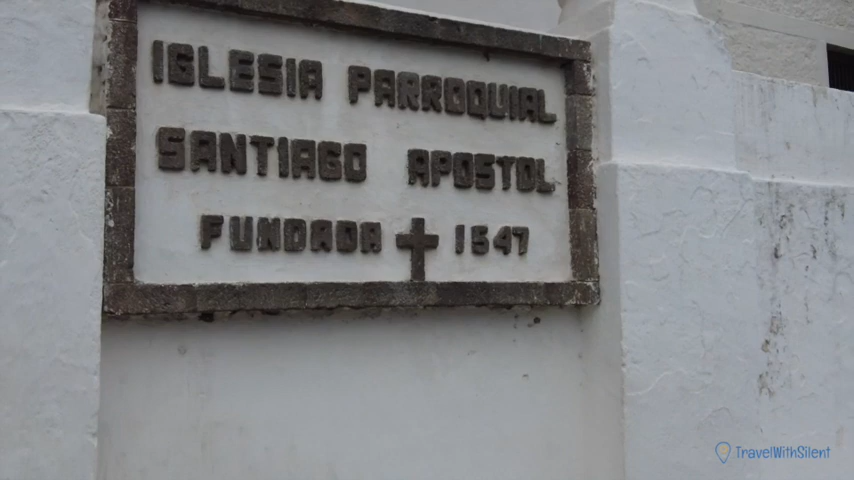 IGLESIA PARROQUIAL
SANTIAGO APOSTOL
FUNDADA 1547
TravelWithSilent